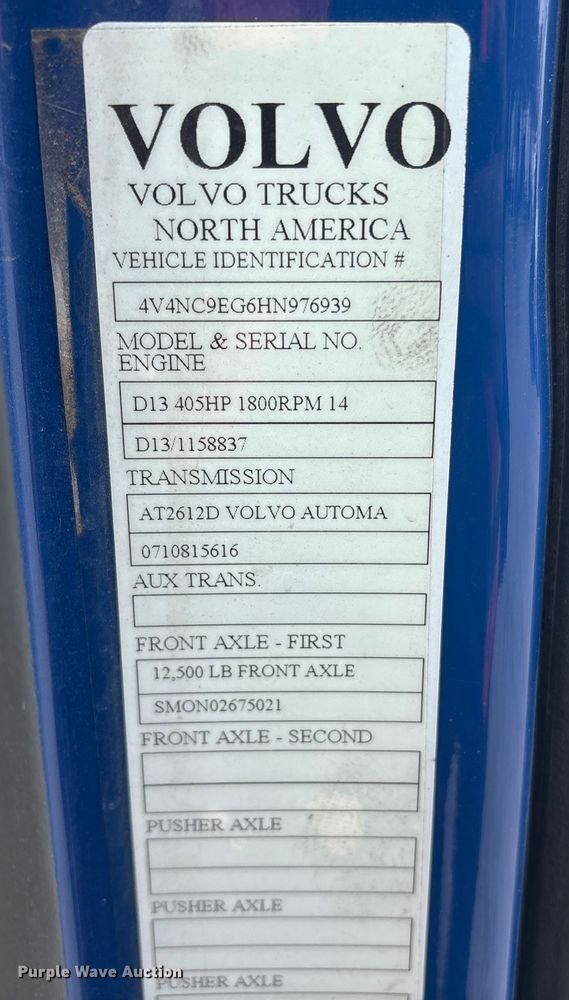 VOLVO
VOLVO TRUCKS
NORTH AMERICA
VEHICLE IDENTIFICATION #
4V4NC9EG6HN976939
MODEL & SERIAL NO.
ENGINE
D13 405HP 1800RPM 14
D13/1158837
TRANSMISSION
AT2612D VOLVO AUTOMA
0710815616
AUX TRANS.
FRONT AXLE - FIRST
12,500 LB FRONT AXLE
SMON02675021
FRONT AXLE - SECOND
PUSHER AXLE
PUSHER AXLE
PUSHER AXLE
Purple Wave Auction